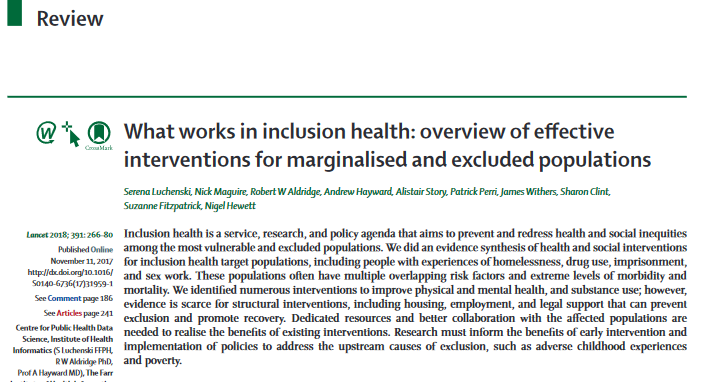 Review
CrossMark
What works in inclusion health: overview of effective
interventions for marginalised and excluded populations
Serena Luchenski, Nick Maguire, Robert W Aldridge, Andrew Hayward, Alistair Story, Patrick Perri, James Withers, Sharon Clint,
Suzanne Fitzpatrick, Nigel Hewett
Lancet 2018; 391: 266–80
Published Online
November 11, 2017
http://dx.doi.org/10.1016/
S0140-6736(17)31959-1
See Comment page 186
See Articles page 241
Centre for Public Health Data
Science, Institute of Health
Informatics (S Luchenski FFPH,
R W Aldridge PhD,
Prof A Hayward MD), The Farr
Inclusion health is a service, research, and policy agenda that aims to prevent and redress health and social inequities
among the most vulnerable and excluded populations. We did an evidence synthesis of health and social interventions
for inclusion health target populations, including people with experiences of homelessness, drug use, imprisonment,
and sex work. These populations often have multiple overlapping risk factors and extreme levels of morbidity and
mortality. We identified numerous interventions to improve physical and mental health, and substance use; however,
evidence is scarce for structural interventions, including housing, employment, and legal support that can prevent
exclusion and promote recovery. Dedicated resources and better collaboration with the affected populations are
needed to realise the benefits of existing interventions. Research must inform the benefits of early intervention and
implementation of policies to address the upstream causes of exclusion, such as adverse childhood experiences
and poverty.